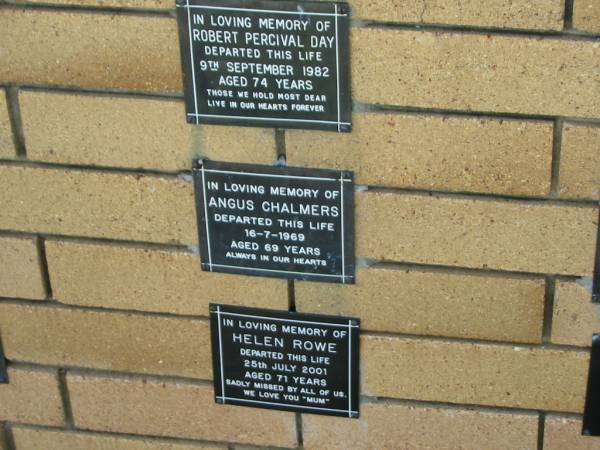 IN LOVING MEMORY OF
ROBERT PERCIVAL DAY
DEPARTED THIS LIFE
9TH SEPTEMBER 1982
AGED 74 YEARS
THOSE WE HOLD MOST DEAR
LIVE IN OUR HEARTS FOREVER
IN LOVING MEMORY OF
ANGUS CHALMERS
DEPARTED THIS LIFE
16-7-1969
AGED 69 YEARS
ALWAYS IN OUR HEARTS
IN LOVING MEMORY OF
HELEN ROWE
DEPARTED THIS LIFE
25th JULY 2001
AGED 71 YEARS
SADLY MISSED BY ALL OF US.
WE LOVE YOU "MUM"